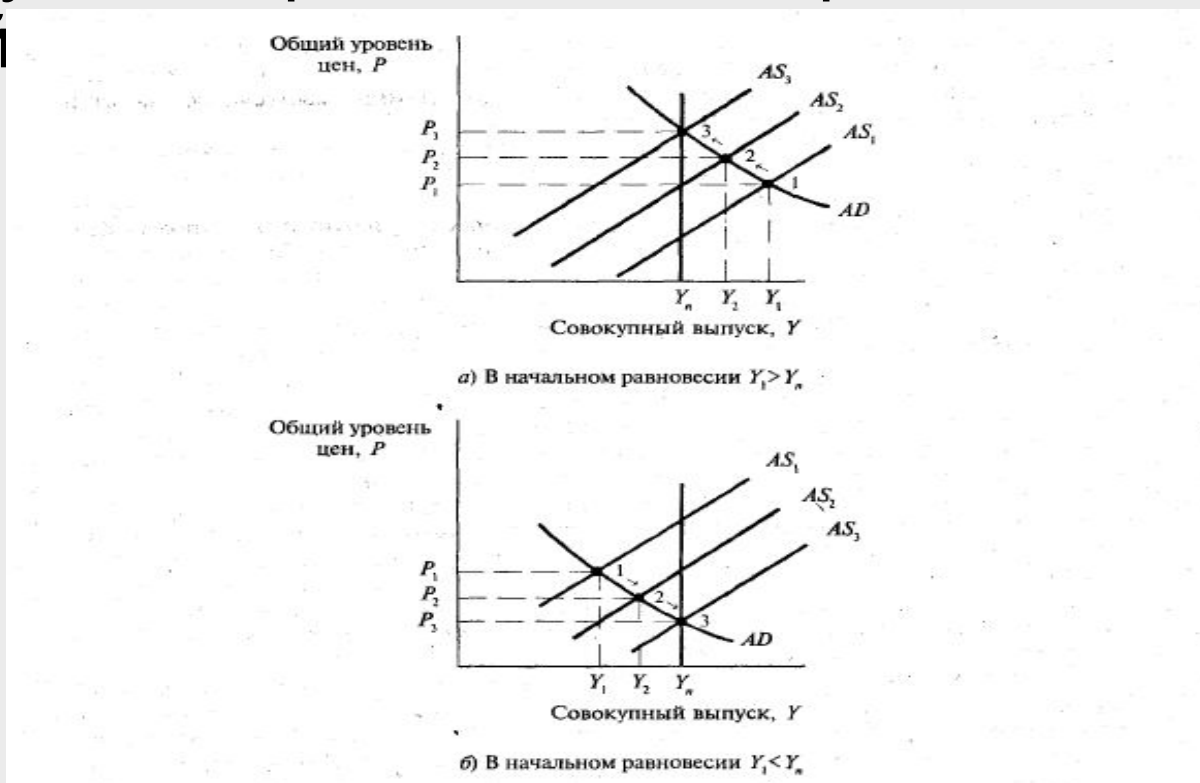 Общий уровень
цен, P
AS₃
AS₂
AS₁
P₃
P₂
P₁
3
2
1
AD
Yₙ Y₂ Y₁
Совокупный выпуск, Y
а) В начальном равновесии Y₁>Yₙ
Общий уровень
цен, P
AS₁
AS₂
AS₃
P₁
P₂
P₃
1
2
3
AD
Y₁ Y₂ Yₙ
Совокупный выпуск, Y
б) В начальном равновесии Y₁<Yₙ